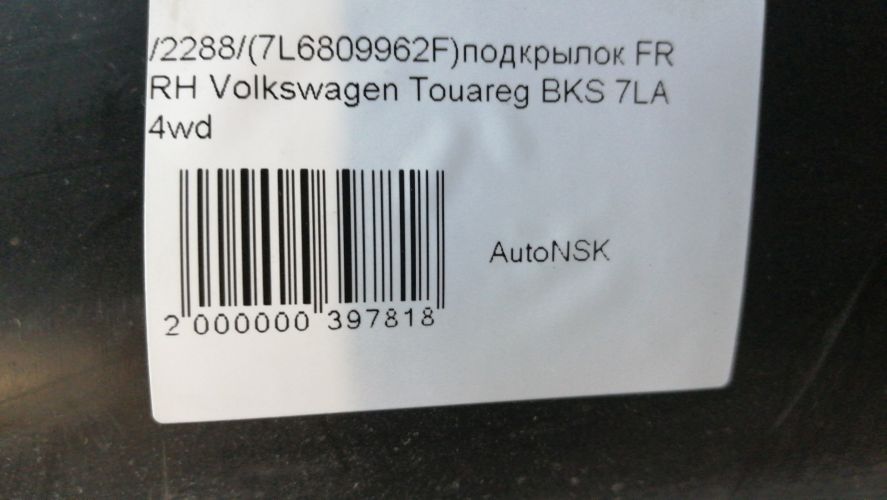 /2288/(7L6809962F)подкрылок FR
RH Volkswagen Touareg BKS 7LA
4wd
AutoNSK
2 000000 397818